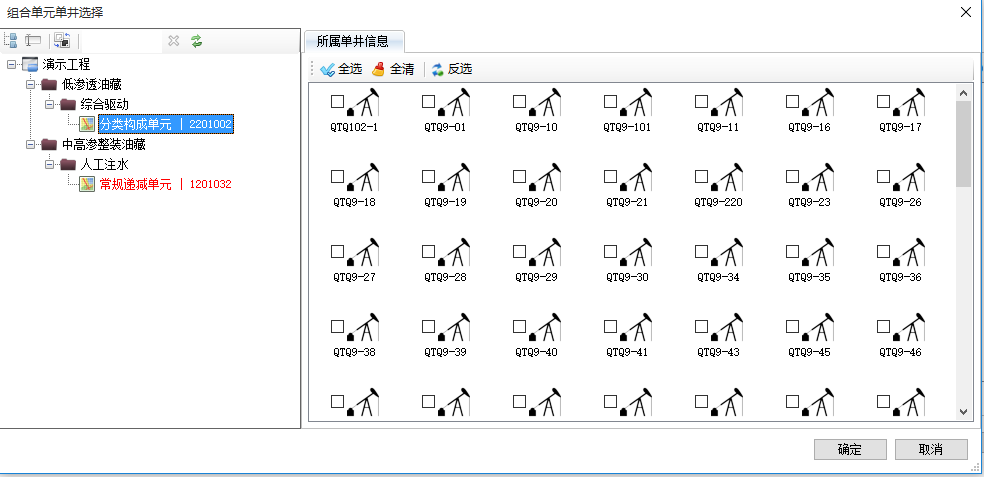 组合单元单井选择
演示工程
低渗透油藏
综合驱动
分类构成单元 | 2201002
中高渗整装油藏
人工注水
常规递减单元 | 1201032
所属单井信息
全选 全清 反选
QTQ102-1 QTQ9-01 QTQ9-10 QTQ9-101 QTQ9-11 QTQ9-16 QTQ9-17
QTQ9-18 QTQ9-19 QTQ9-20 QTQ9-21 QTQ9-220 QTQ9-23 QTQ9-26
QTQ9-27 QTQ9-28 QTQ9-29 QTQ9-30 QTQ9-34 QTQ9-35 QTQ9-36
QTQ9-38 QTQ9-39 QTQ9-40 QTQ9-41 QTQ9-43 QTQ9-45 QTQ9-46
确定 取消